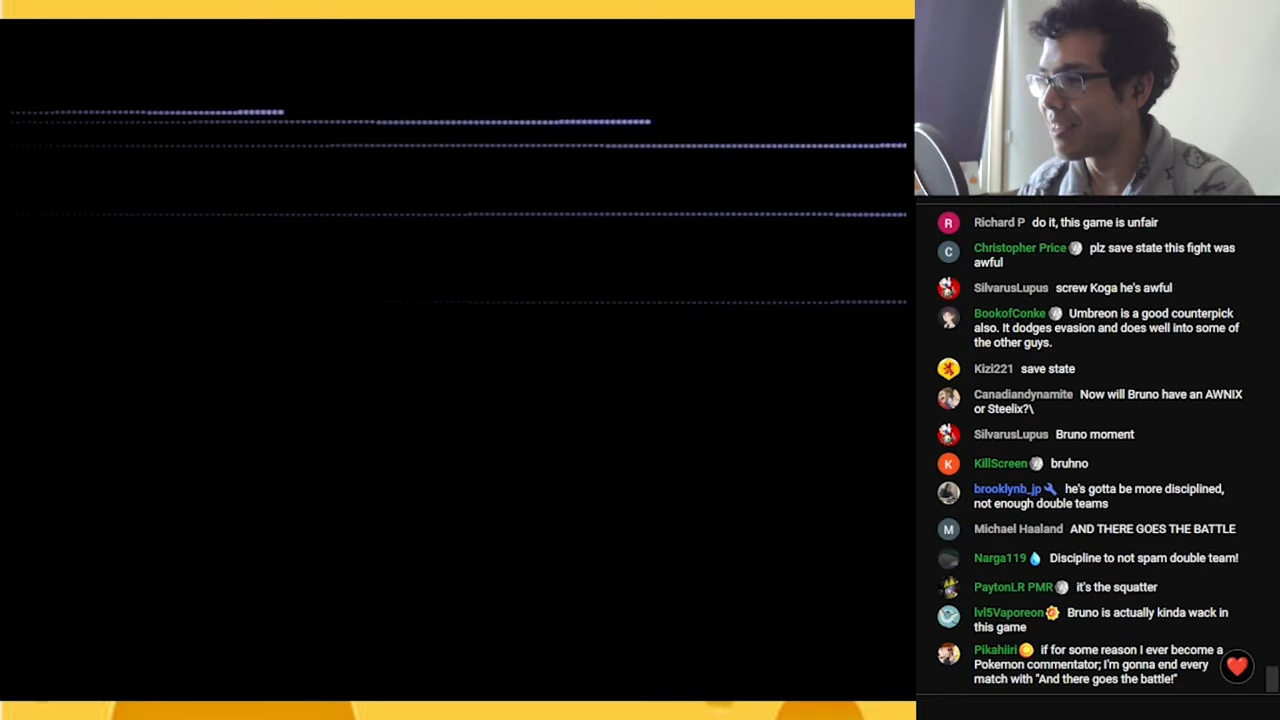 R Richard P do it, this game is unfair
C Christopher Price plz save state this fight was
awful
SilvarusLupus screw Koga he's awful
BookofConke Umbreon is a good counterpick
also. It dodges evasion and does well into some of
the other guys.
Kizi221 save state
Canadiandynamite Now will Bruno have an AWNIX
or Steelix?\
SilvarusLupus Bruno moment
K KillScreen bruhno
brooklynb_jp he's gotta be more disciplined,
not enough double teams
M Michael Haaland AND THERE GOES THE BATTLE
Narga119 Discipline to not spam double team!
PaytonLR PMR it's the squatter
lvl5Vaporeon Bruno is actually kinda wack in
this game
Pikahiiri if for some reason I ever become a
Pokemon commentator; I'm gonna end every
match with "And there goes the battle!"